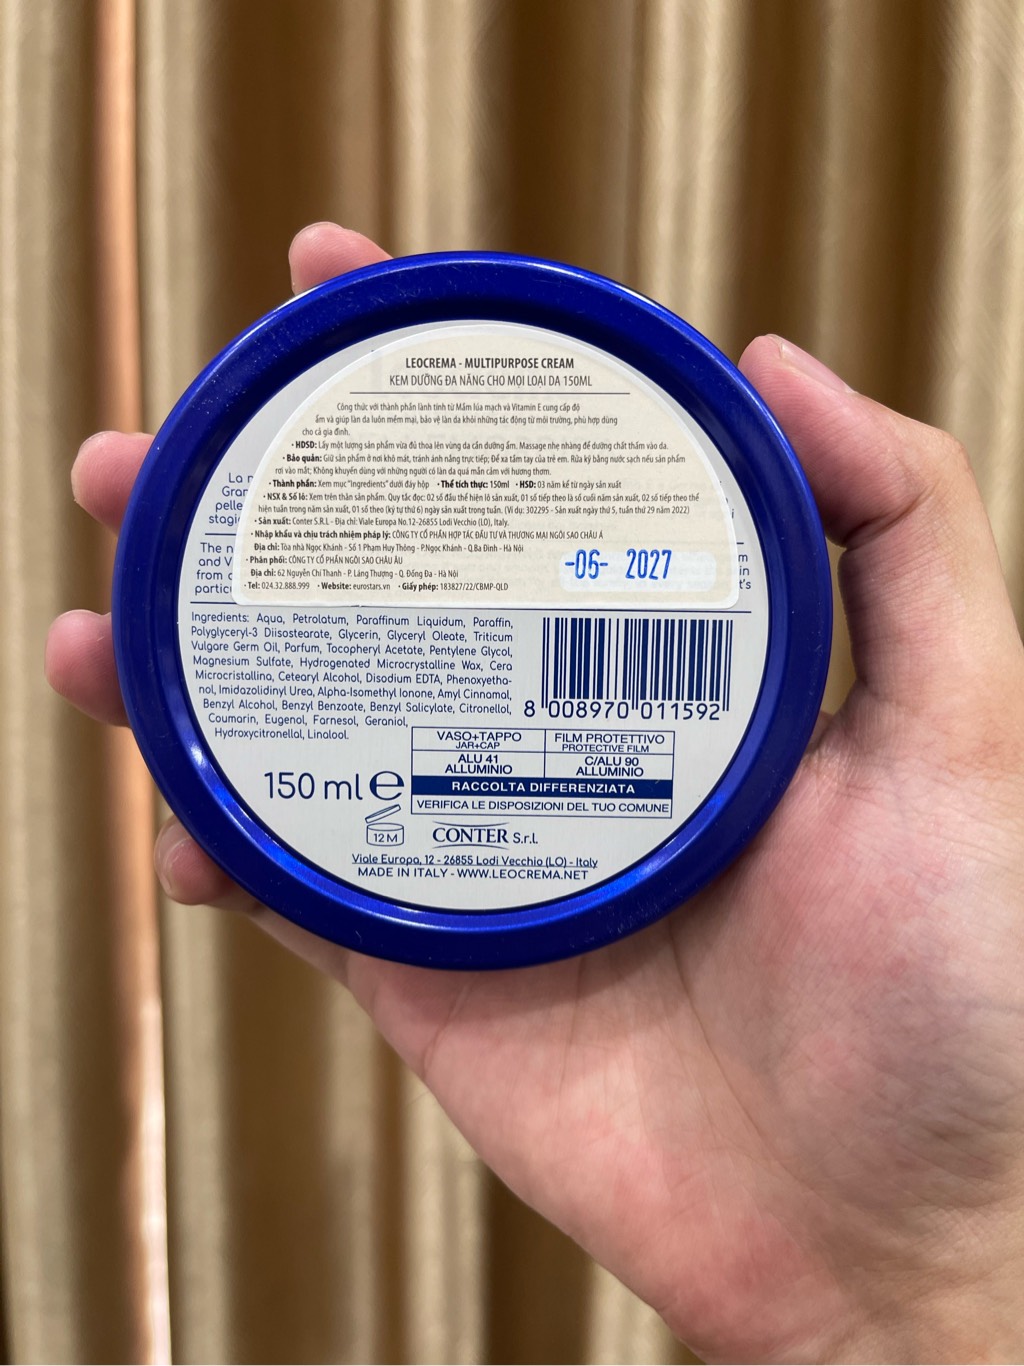 LEOCREMA - MULTIPURPOSE CREAM
KEM DƯỠNG ĐA NĂNG CHO MỌI LOẠI DA 150ML
Công thức với thành phần lành tính từ Mầm lúa mạch và Vitamin E cung cấp độ
ẩm và giúp làn da luôn mềm mại, bảo vệ làn da khỏi những tác động từ môi trường, phù hợp dùng
cho cả gia đình.
• HDSD: Lấy một lượng sản phẩm vừa đủ thoa lên vùng da cần dưỡng ẩm. Massage nhẹ nhàng để dưỡng chất thấm vào da.
• Bảo quản: Giữ sản phẩm ở nơi khô mát, tránh ánh nắng trực tiếp; Để xa tầm tay của trẻ em. Rửa kỹ bằng nước sạch nếu sản phẩm
rơi vào mắt; Không khuyên dùng với những người có làn da quá mẫn cảm với hương thơm.
• Thành phần: Xem mục "Ingredients" dưới đáy hộp • Thể tích thực: 150ml • HSD: 03 năm kể từ ngày sản xuất
• NSX & Số lô: Xem trên thân sản phẩm. Quy tắc đọc: 02 số đầu thể hiện lô sản xuất, 01 số tiếp theo là số cuối năm sản xuất, 02 số tiếp theo thể
hiện tuần trong năm sản xuất, 01 số theo (ký tự thứ 6) ngày sản xuất trong tuần. (Ví dụ: 302295 - Sản xuất ngày thứ 5, tuần thứ 29 năm 2022)
• Sản xuất: Conter S.R.L - Địa chỉ: Viale Europa No.12-26855 Lodi Vecchio (LO), Italy.
• Nhập khẩu và chịu trách nhiệm pháp lý: CÔNG TY CỔ PHẦN HỢP TÁC ĐẦU TƯ VÀ THƯƠNG MẠI NGÔI SAO CHÂU Á
Địa chỉ: Tòa nhà Ngọc Khánh - Số 1 Phạm Huy Thông - P.Ngọc Khánh - Q.Ba Đình - Hà Nội
• Phân phối: CÔNG TY CỔ PHẦN NGÔI SAO CHÂU ÂU
Địa chỉ: 62 Nguyễn Chí Thanh - P. Láng Thượng - Q. Đống Đa - Hà Nội
• Tel: 024.32.888.999 • Website: eurostars.vn • Giấy phép: 183827/22/CBMP-QLD
-06- 2027
La
pelle
The
and V
from
Ingredients: Aqua, Petrolatum, Paraffinum Liquidum, Paraffin,
Polyglyceryl-3 Diisostearate, Glycerin, Glyceryl Oleate, Triticum
Vulgare Germ Oil, Parfum, Tocopheryl Acetate, Pentylene Glycol,
Magnesium Sulfate, Hydrogenated Microcrystalline Wax, Cera
Microcristallina, Cetearyl Alcohol, Disodium EDTA, Phenoxyetha-
nol, Imidazolidinyl Urea, Alpha-Isomethyl Ionone, Amyl Cinnamal,
Benzyl Alcohol, Benzyl Benzoate, Benzyl Salicylate, Citronellol,
Coumarin, Eugenol, Farnesol, Geraniol,
Hydroxycitronellal, Linalool.
8 008970 011592
VASO+TAPPO
JAR+CAP
FILM PROTETTIVO
PROTECTIVE FILM
ALU 41
ALLUMINIO
C/ALU 90
ALLUMINIO
RACCOLTA DIFFERENZIATA
VERIFICA LE DISPOSIZIONI DEL TUO COMUNE
150 ml e
12 M
CONTER S.r.l.
Viale Europa, 12 - 26855 Lodi Vecchio (LO) - Italy
MADE IN ITALY - WWW.LEOCREMA.NET